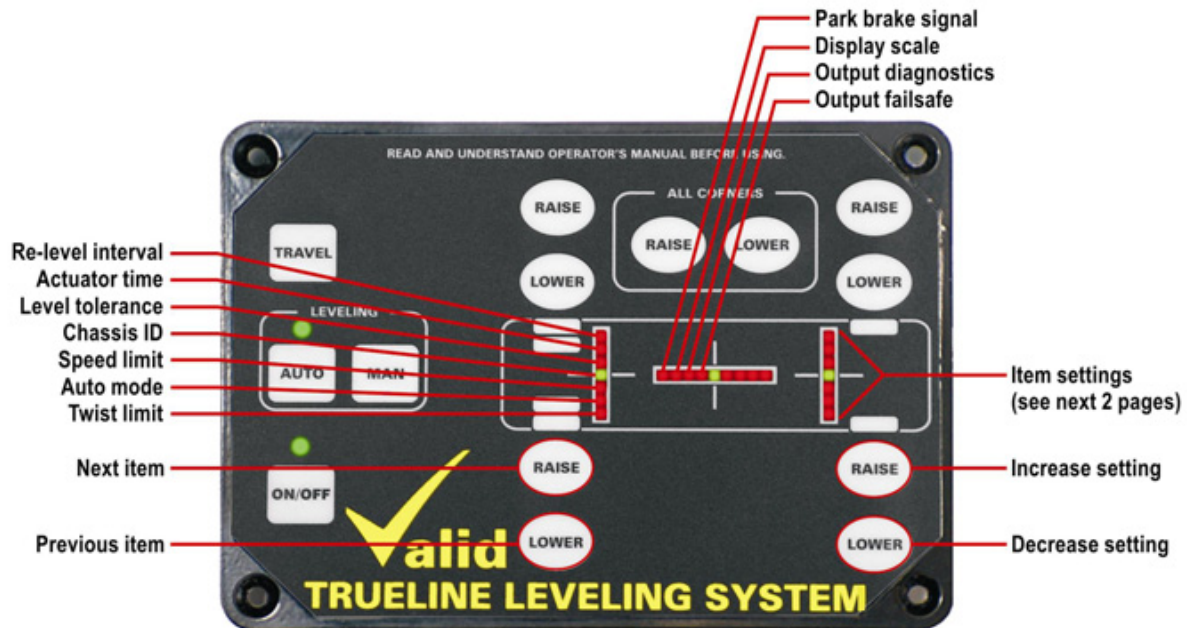 Park brake signal
Display scale
Output diagnostics
Output failsafe
READ AND UNDERSTAND OPERATOR'S MANUAL BEFORE USING.
RAISE
ALL CORNERS
RAISE
LOWER
RAISE
TRAVEL
LOWER
LOWER
Re-level interval
Actuator time
Level tolerance
Chassis ID
Speed limit
Auto mode
Twist limit
LEVELING
AUTO
MAN
Item settings
(see next 2 pages)
Next item
RAISE
RAISE
Increase setting
ON/OFF
Previous item
LOWER
LOWER
Decrease setting
Valid
TRUELINE LEVELING SYSTEM